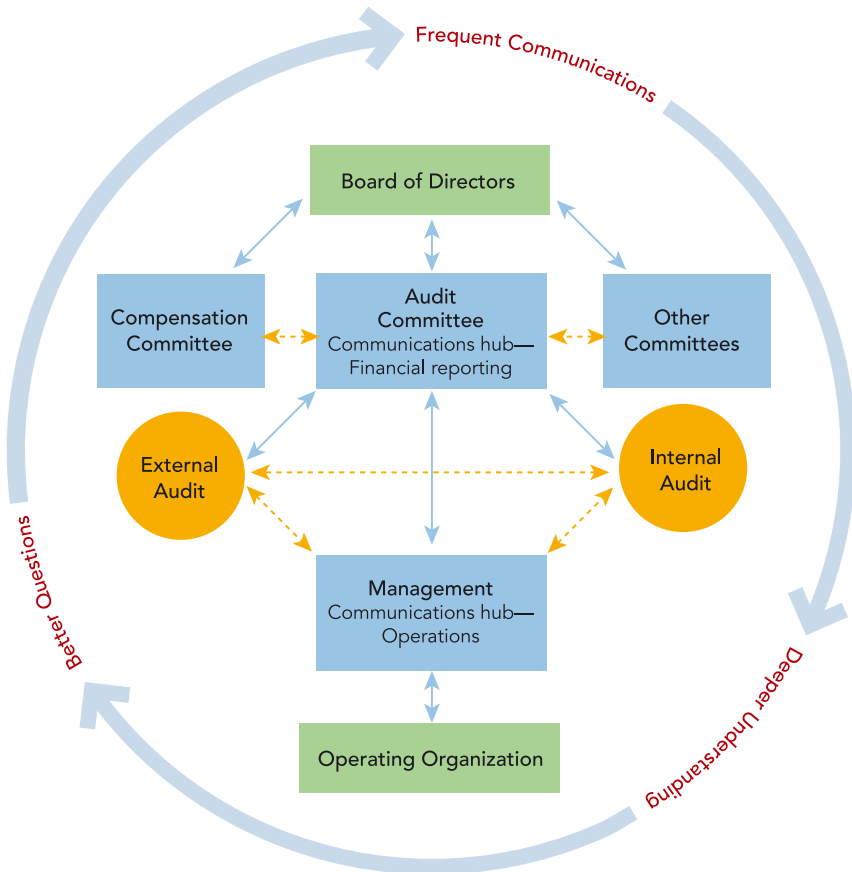 Frequent Communications
Board of Directors
Compensation
Committee
Audit
Committee
Communications hub—
Financial reporting
Other
Committees
External
Audit
Internal
Audit
Management
Communications hub—
Operations
Operating Organization
Deeper Understanding
Better Questions